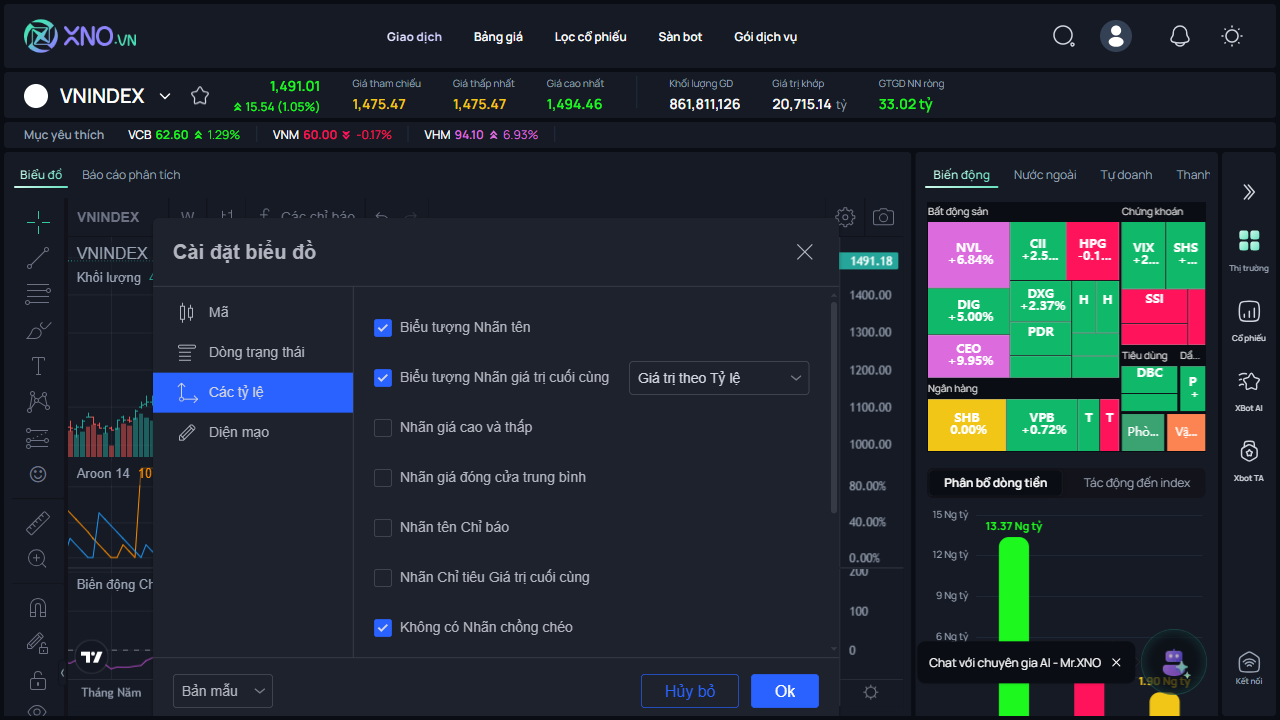 XNO.VN
Giao dịch
Bảng giá
Lọc cổ phiếu
Sàn bot
Gói dịch vụ
VNINDEX
1,491.01
15.54 (1.05%)
Giá tham chiếu
1,475.47
Giá thấp nhất
1,475.47
Giá cao nhất
1,494.46
Khối lượng GD
861,811,126
Giá trị khớp
20,715.14 tỷ
GTGD NN ròng
33.02 tỷ
Mục yêu thích
VCB 62.60 1.29%
VNM 60.00 -0.17%
VHM 94.10 6.93%
Biểu đồ
Báo cáo phân tích
VNINDEX
W
Các chỉ báo
VNINDEX
Khối lượng
Aroon 14
Tháng Năm
Cài đặt biểu đồ
Mã
Dòng trạng thái
Các tỷ lệ
Diện mạo
Biểu tượng Nhãn tên
Biểu tượng Nhãn giá trị cuối cùng
Giá trị theo Tỷ lệ
Nhãn giá cao và thấp
Nhãn giá đóng cửa trung bình
Nhãn tên Chỉ báo
Nhãn Chỉ tiêu Giá trị cuối cùng
Không có Nhãn chồng chéo
Bản mẫu
Hủy bỏ
Ok
1491.18
1400.00
1300.00
1200.00
1100.00
1000.00
80.00%
40.00%
0.00%
200
100
0
Biến động
Nước ngoài
Tự doanh
Thanh
Bất động sản
NVL
+6.84%
CII
+2.5...
HPG
-0.1...
DIG
+5.00%
DXG
+2.37%
H
H
CEO
+9.95%
PDR
Chứng khoán
VIX
+2...
SHS
+...
SSI
Tiêu dùng
Dầ...
DBC
P
+
Ngân hàng
SHB
0.00%
VPB
+0.72%
T
T
Phò...
Vậ...
Phân bổ dòng tiền
Tác động đến index
15 Ng tỷ
12 Ng tỷ
9 Ng tỷ
6 Ng tỷ
13.37 Ng tỷ
1.90 Ng tỷ
Chat với chuyên gia AI - Mr.XNO
Thị trường
Cổ phiếu
XBot AI
Xbot TA
Kết nối